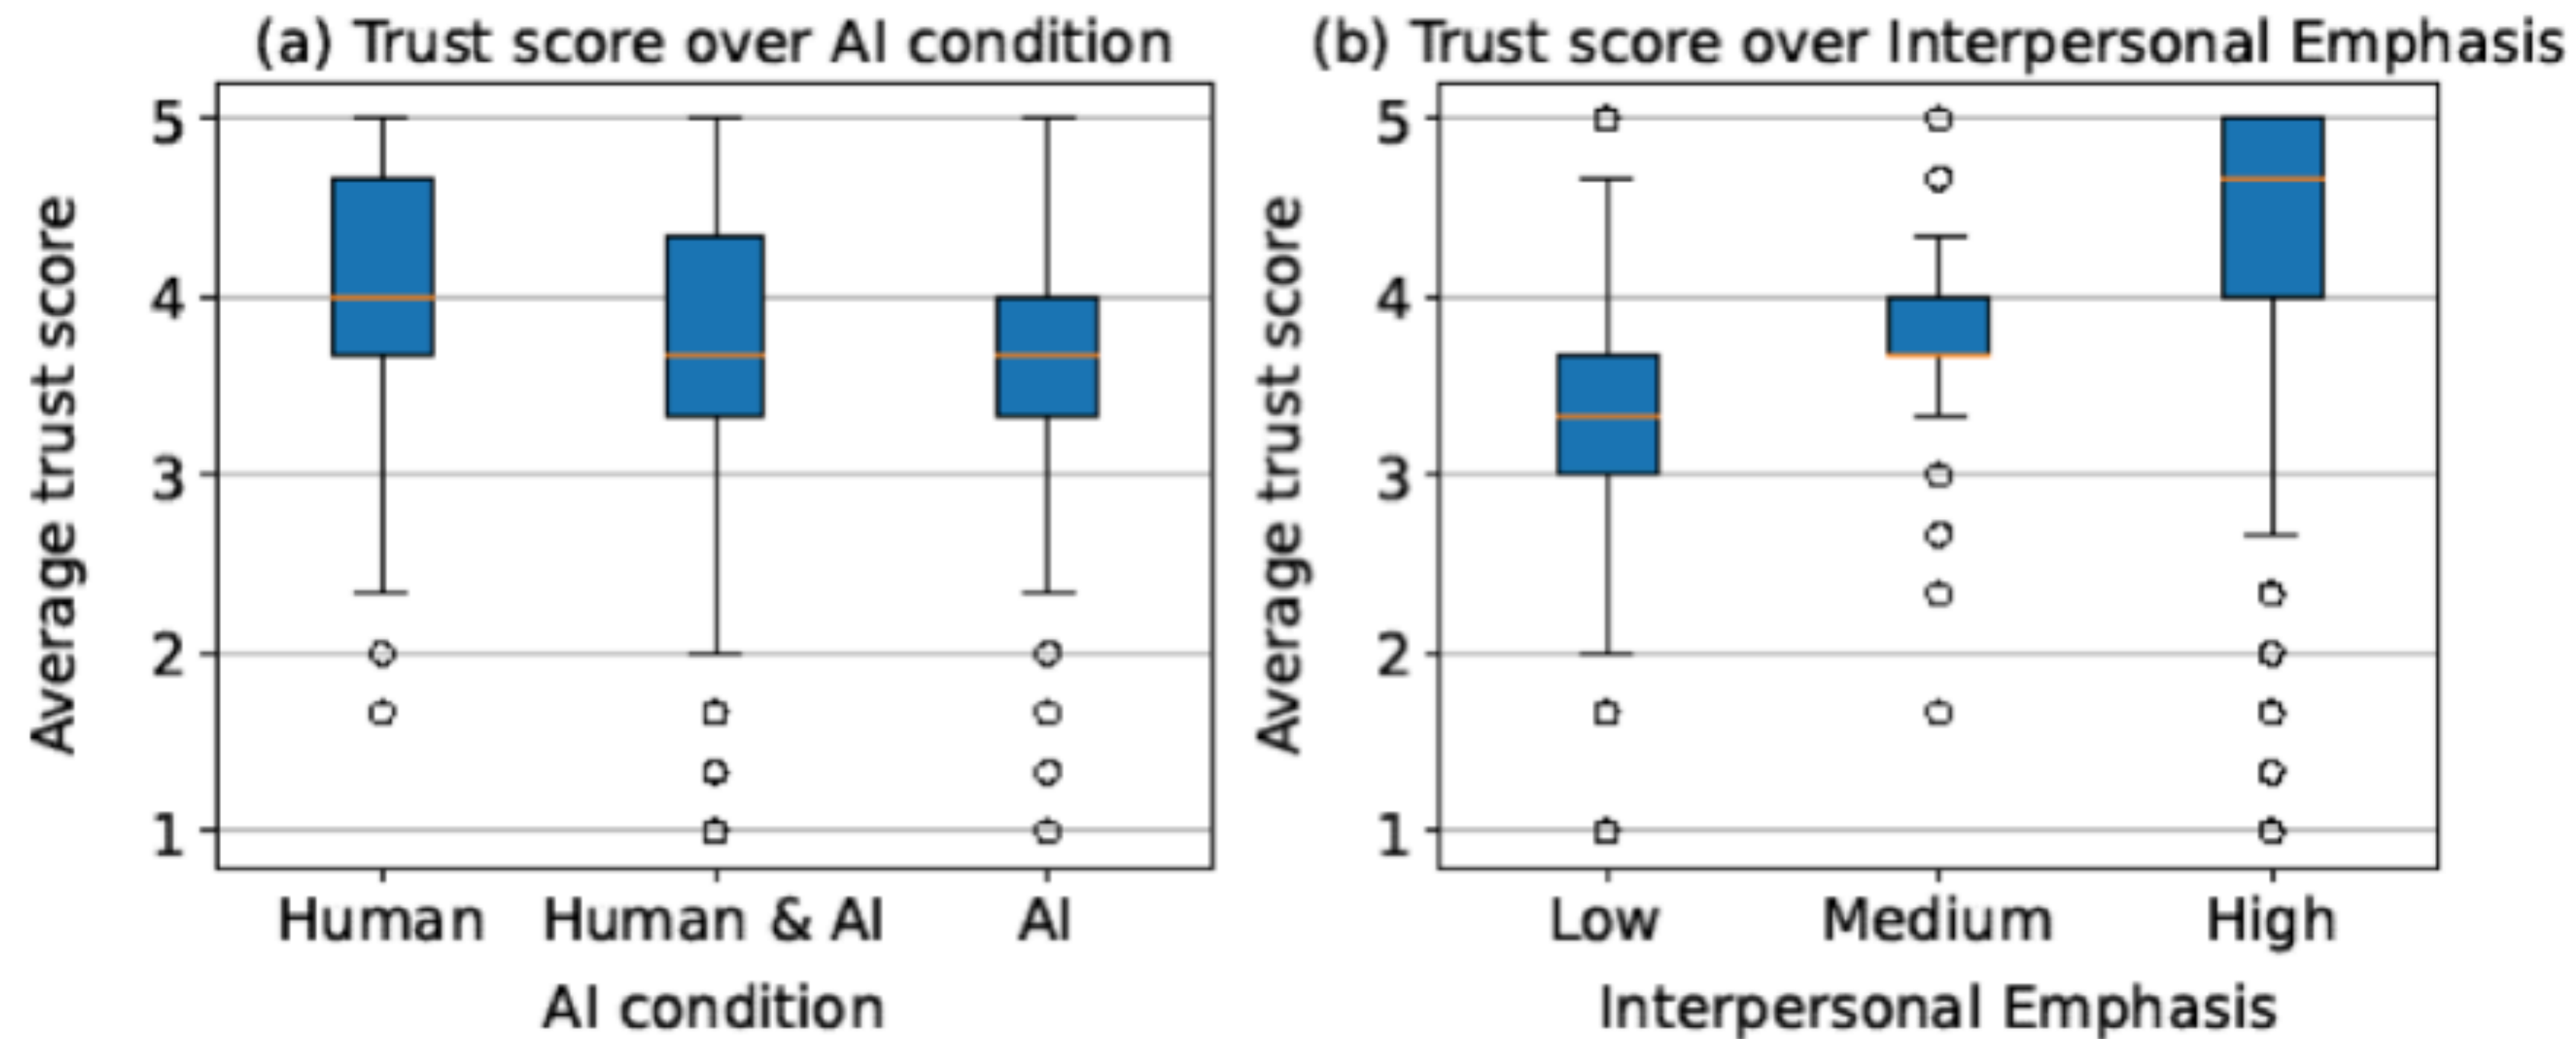 (a) Trust score over AI condition
Average trust score
5
4
3
2
1
Human Human & AI AI
AI condition
(b) Trust score over Interpersonal Emphasis
Average trust score
5
4
3
2
1
Low Medium High
Interpersonal Emphasis